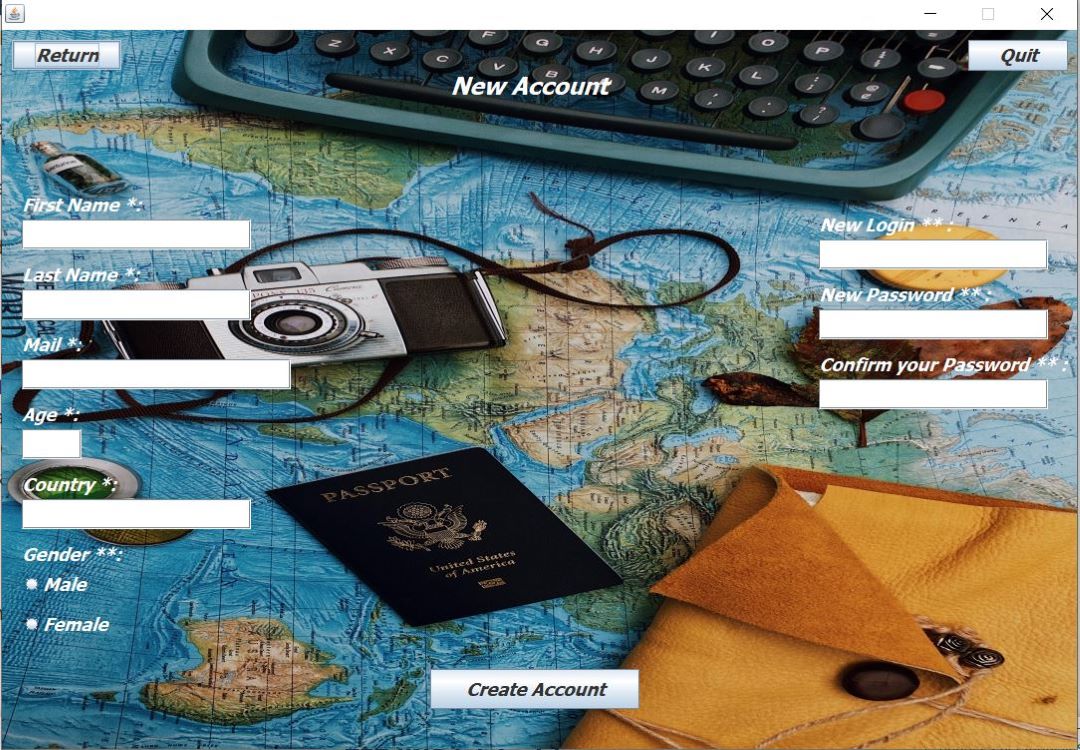 Return
Quit
New Account
First Name *:
Last Name *:
Mail *:
Age *:
Country *:
Gender **:
Male
Female
New Login ** :
New Password ** :
Confirm your Password ** :
PASSPORT
United States
of America
Create Account